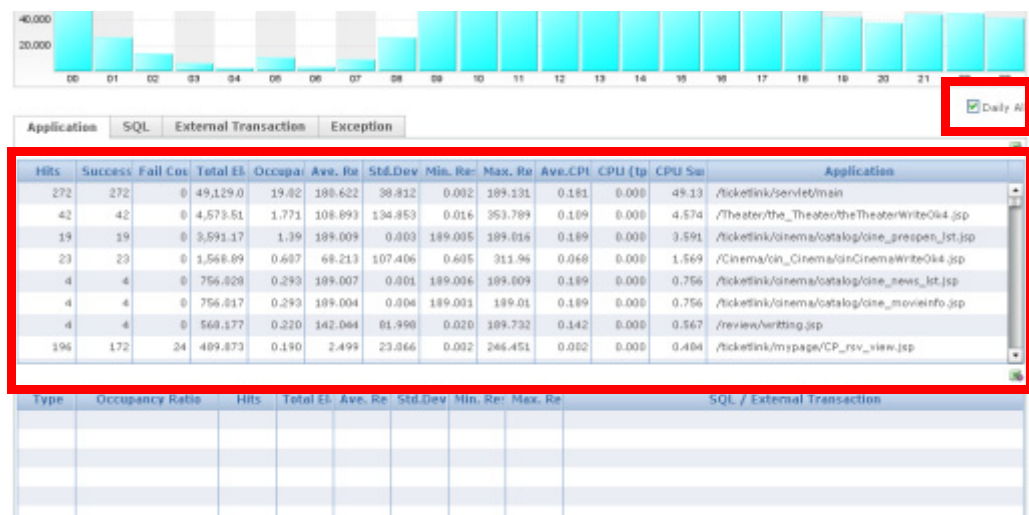 40.000
20.000
00 01 02 03 04 05 06 07 08 09 10 11 12 13 14 15 16 17 18 19 20 21
Daily Al
Application SQL External Transaction Exception
Hits Success Fail Cou Total El. Occupai Ave. Re Std.Dev Min. Re: Max. Re Ave.CPU CPU (tp CPU Sur Application
272 272 0 49,129.0 19.02 180.622 38.812 0.002 189.131 0.181 0.000 49.13 /ticketlink/servlet/main
42 42 0 4,573.51 1.771 108.893 134.853 0.016 353.789 0.109 0.000 4.574 /Theater/the_Theater/theTheaterWriteOk4.jsp
19 19 0 3,591.17 1.39 189.009 0.003 189.005 189.016 0.189 0.000 3.591 /ticketlink/cinema/catalog/cine_preopen_lst.jsp
23 23 0 1,568.89 0.607 68.213 107.406 0.605 311.96 0.068 0.000 1.569 /Cinema/cin_Cinema/cinCinemaWriteOk4.jsp
4 4 0 756.028 0.293 189.007 0.001 189.006 189.009 0.189 0.000 0.756 /ticketlink/cinema/catalog/cine_news_lst.jsp
4 4 0 756.017 0.293 189.004 0.004 189.001 189.01 0.189 0.000 0.756 /ticketlink/cinema/catalog/cine_movieinfo.jsp
4 4 0 568.177 0.220 142.044 81.998 0.020 189.732 0.142 0.000 0.567 /review/writting.jsp
196 172 24 489.873 0.190 2.499 23.066 0.002 246.451 0.002 0.000 0.484 /ticketlink/mypage/CP_rsv_view.jsp
Type Occupancy Ratio Hits Total El. Ave. Re Std.Dev Min. Re: Max. Re SQL / External Transaction